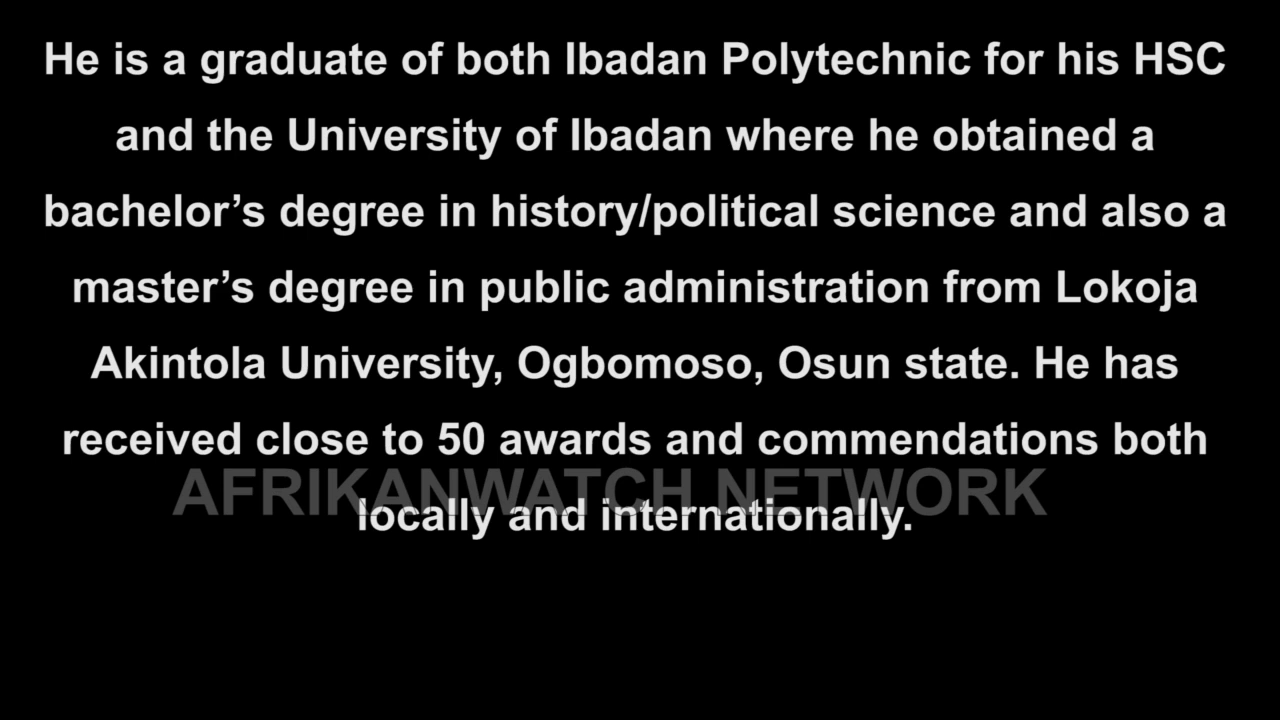 He is a graduate of both Ibadan Polytechnic for his HSC
and the University of Ibadan where he obtained a
bachelor’s degree in history/political science and also a
master’s degree in public administration from Lokoja
Akintola University, Ogbomoso, Osun state. He has
received close to 50 awards and commendations both
AFRIKANWATCH NETWORK
locally and internationally.